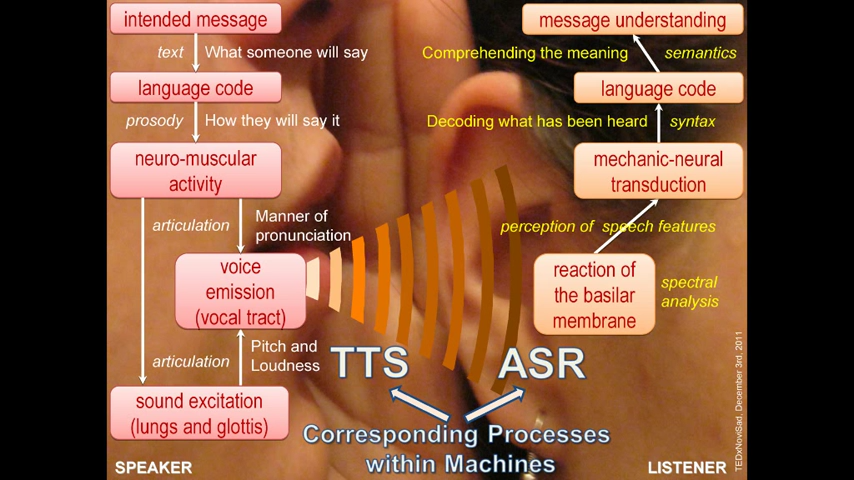 intended message
text
What someone will say
language code
prosody
How they will say it
neuro-muscular
activity
articulation
Manner of
pronunciation
voice
emission
(vocal tract)
articulation
Pitch and
Loudness
sound excitation
(lungs and glottis)
SPEAKER
message understanding
Comprehending the meaning
semantics
language code
Decoding what has been heard
syntax
mechanic-neural
transduction
perception of speech features
reaction of
the basilar
membrane
spectral
analysis
TTS
ASR
Corresponding Processes
within Machines
LISTENER
TEDxNoviSad, December 3rd, 2011